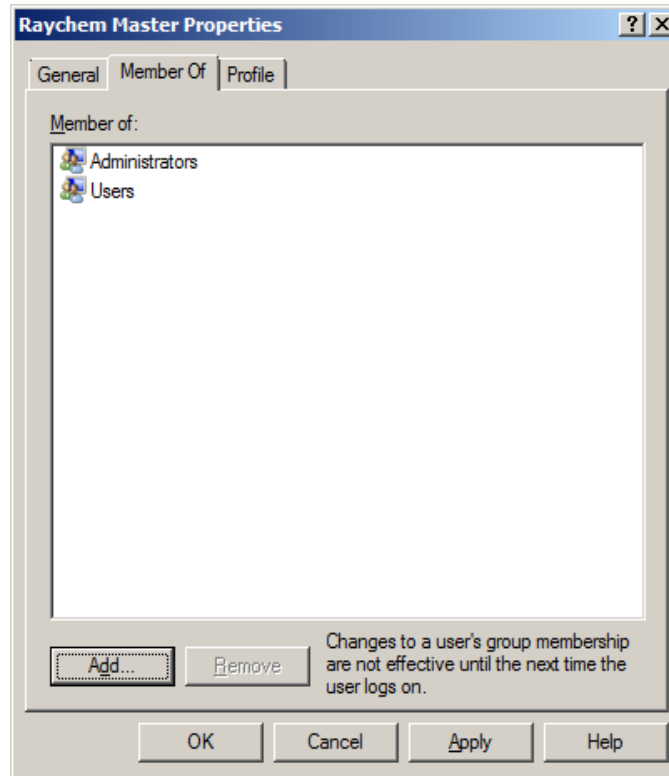 Raychem Master Properties
General
Member Of
Profile
Member of:
Administrators
Users
Add...
Remove
Changes to a user's group membership
are not effective until the next time the
user logs on.
OK
Cancel
Apply
Help